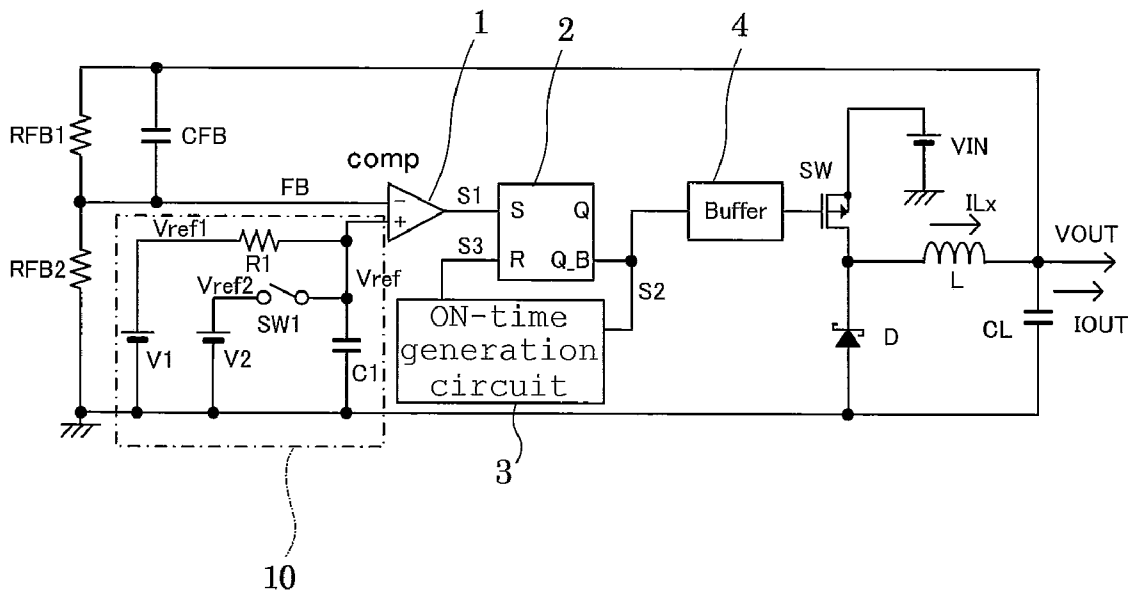 1
2
4
RFB1
CFB
comp
FB
−
+
S1
S
Q
S3
R
Q_B
S2
Buffer
SW
VIN
ILx
VOUT
L
IOUT
CL
D
Vref1
R1
Vref
RFB2
Vref2
SW1
V1
V2
C1
ON-time
generation
circuit
3
10